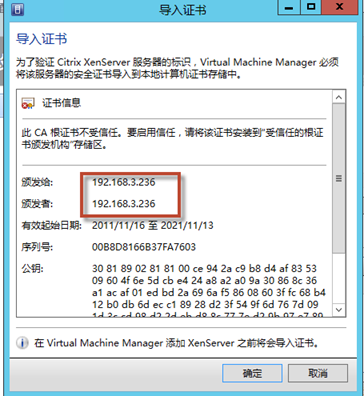 导入证书
导入证书
为了验证 Citrix XenServer 服务器的标识，Virtual Machine Manager 必须
将该服务器的安全证书导入到本地计算机证书存储中。
证书信息
此 CA 根证书不受信任。要启用信任，请将该证书安装到"受信任的根证
书颁发机构"存储区。
颁发给: 192.168.3.236
颁发者: 192.168.3.236
有效起始日期: 2011/11/16 至 2021/11/13
序列号: 00B8D8166B37FA7603
公钥: 30 81 89 02 81 81 00 ce 94 2a c9 b8 d4 af 83 53
09 60 4f 6e 5d cb e4 24 a8 a2 a0 9a 30 86 8c 36
a1 ac af 01 ed bd 2a 69 6a f5 86 08 60 3f fc 68 b4
12 b0 db 6d ec c1 89 28 d2 3f 54 9f 6d 76 7d 09
在 Virtual Machine Manager 添加 XenServer 之前将会导入证书。
确定
取消